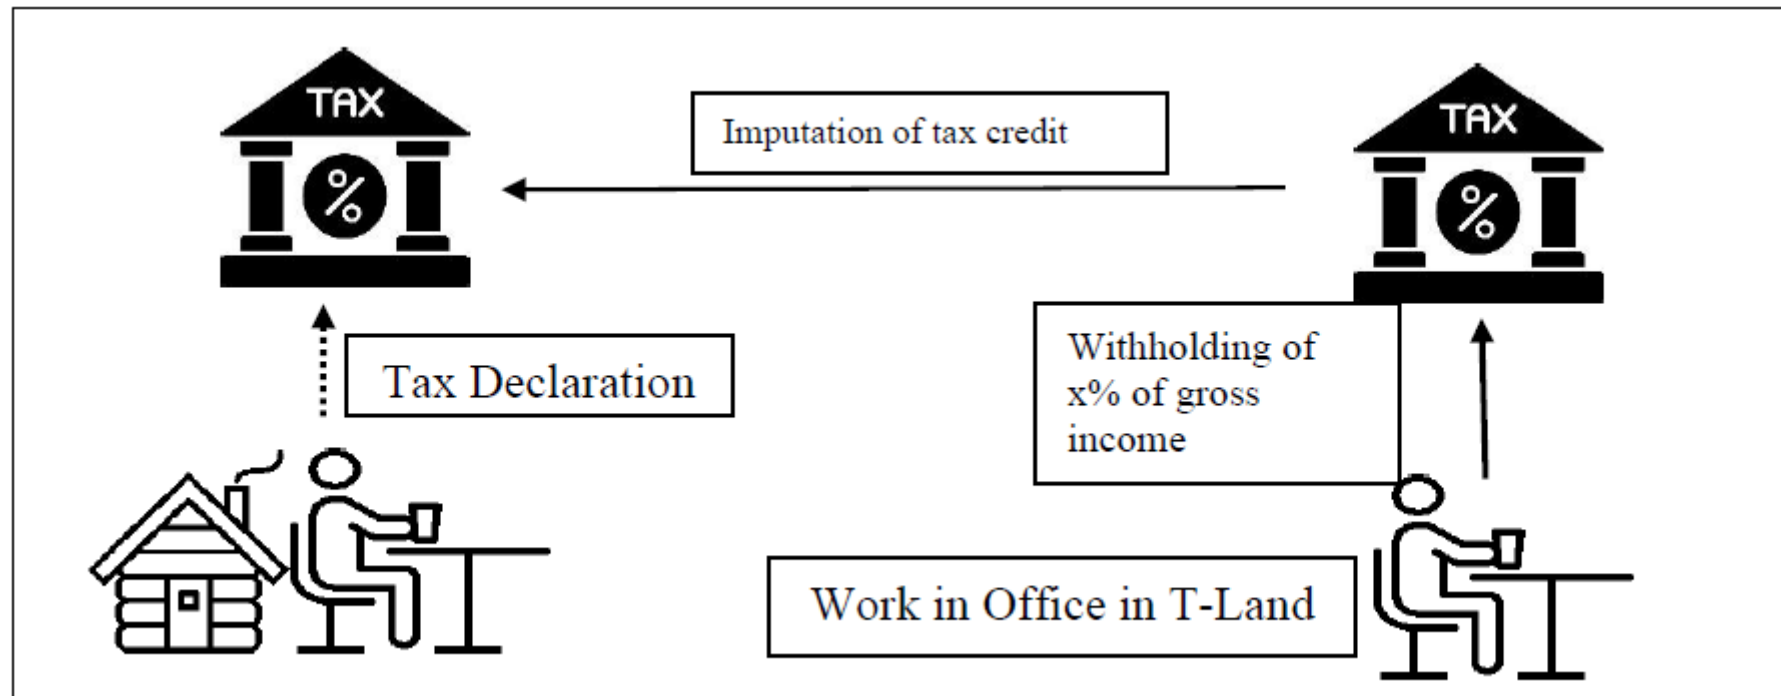 TAX
Imputation of tax credit
TAX
%
%
Tax Declaration
Withholding of
x% of gross
income
Work in Office in T-Land